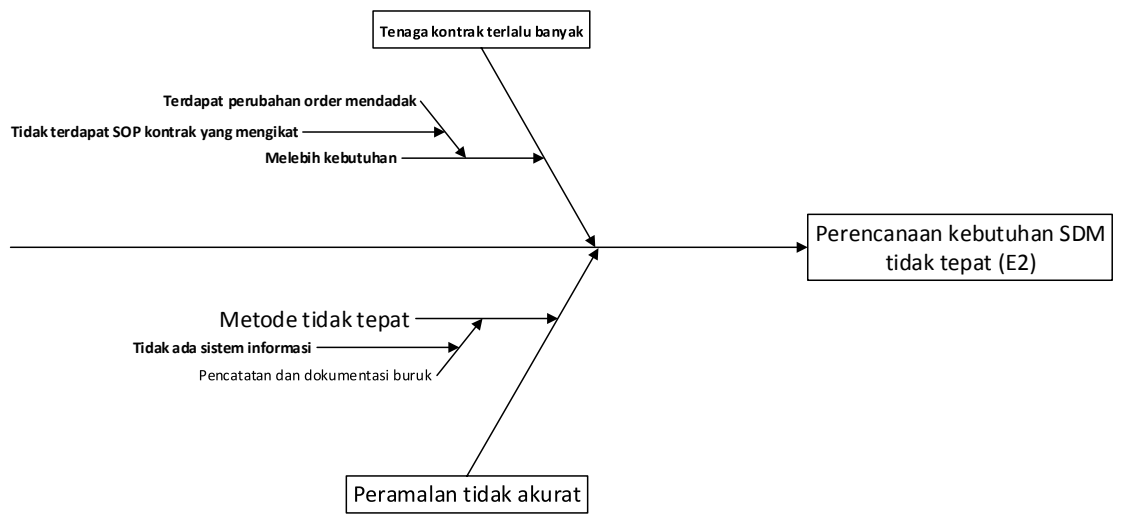 Tenaga kontrak terlalu banyak
Terdapat perubahan order mendadak
Tidak terdapat SOP kontrak yang mengikat
Melebih kebutuhan
Perencanaan kebutuhan SDM
tidak tepat (E2)
Metode tidak tepat
Tidak ada sistem informasi
Pencatatan dan dokumentasi buruk
Peramalan tidak akurat